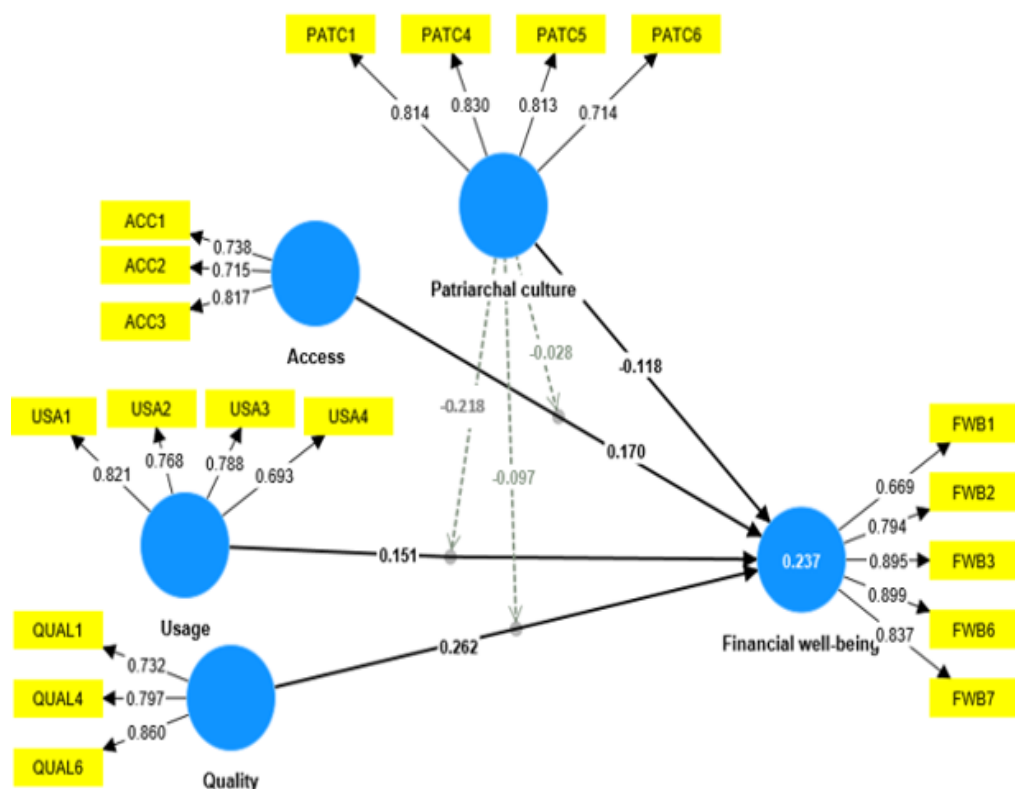 PATC1 PATC4 PATC5 PATC6
0.814 0.830 0.813 0.714
ACC1
0.738
ACC2
0.715
0.817
ACC3
Access
Patriarchal culture
-0.028
-0.118
-0.218
0.170
-0.097
USA1 USA2 USA3 USA4
0.821 0.768 0.788 0.693
Usage
0.151
0.262
QUAL1
0.732
QUAL4
0.797
0.860
QUAL6
Quality
0.237
Financial well-being
FWB1
0.669
FWB2
0.794
FWB3
0.895
0.899
FWB6
0.837
FWB7